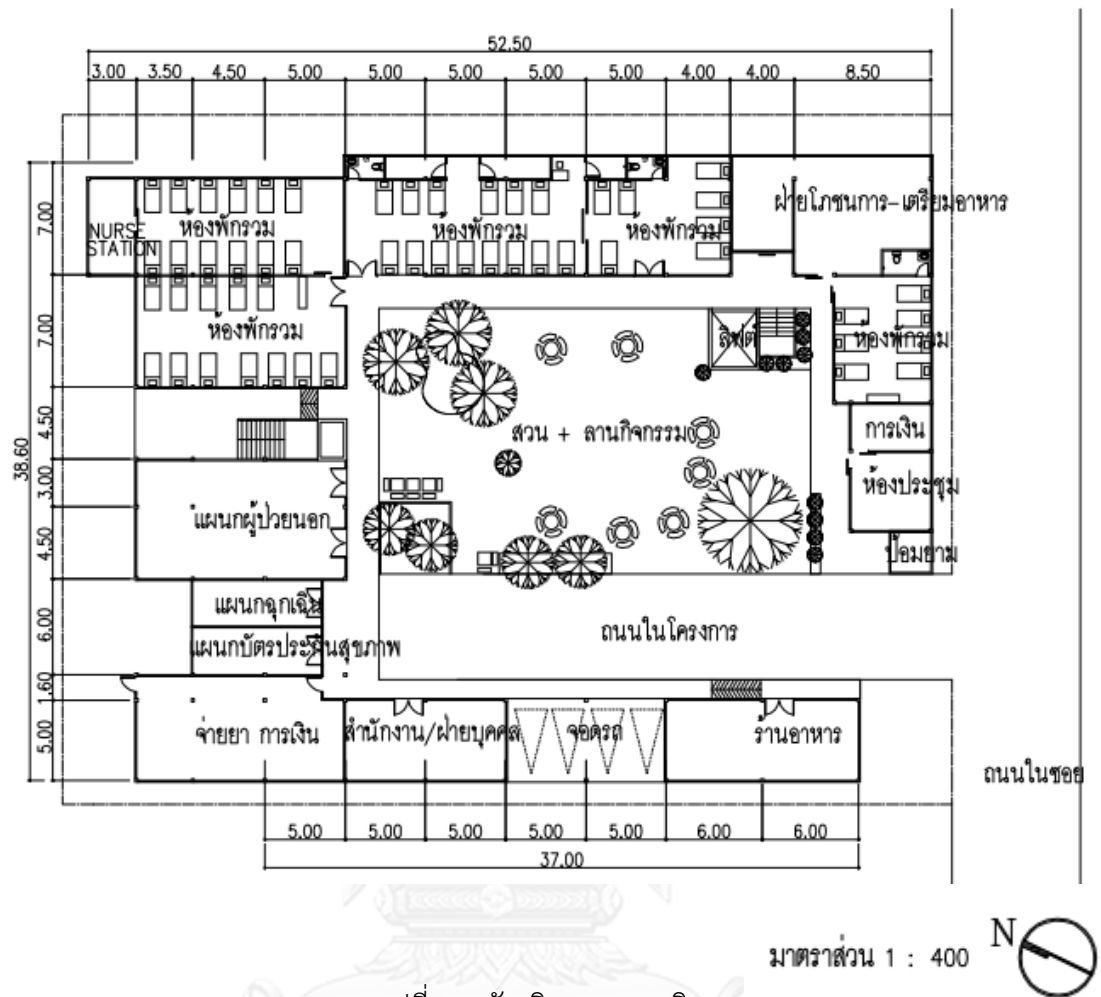 52.50
3.00 3.50 4.50 5.00 5.00 5.00 5.00 5.00 4.00 4.00 8.50
38.60
7.00
7.00
4.50
3.00
4.50
6.00
1.60
5.00
NURSE
STATION
ห้องพักรวม
ห้องพักรวม
ห้องพักรวม
ฝ่ายโภชนการ-เตรียมอาหาร
ห้องพักรวม
ลิฟต์
ห้องพักรวม
สวน + ลานกิจกรรม
การเงิน
ห้องประชุม
แผนกผู้ป่วยนอก
ป้อมยาม
แผนกฉุกเฉิน
ถนนในโครงการ
แผนกบัตรประกันสุขภาพ
จ่ายยา การเงิน
สำนักงาน/ฝ่ายบุคคล
จอดรถ
ร้านอาหาร
ถนนในซอย
5.00 5.00 5.00 5.00 5.00 6.00 6.00
37.00
มาตราส่วน 1 : 400
N